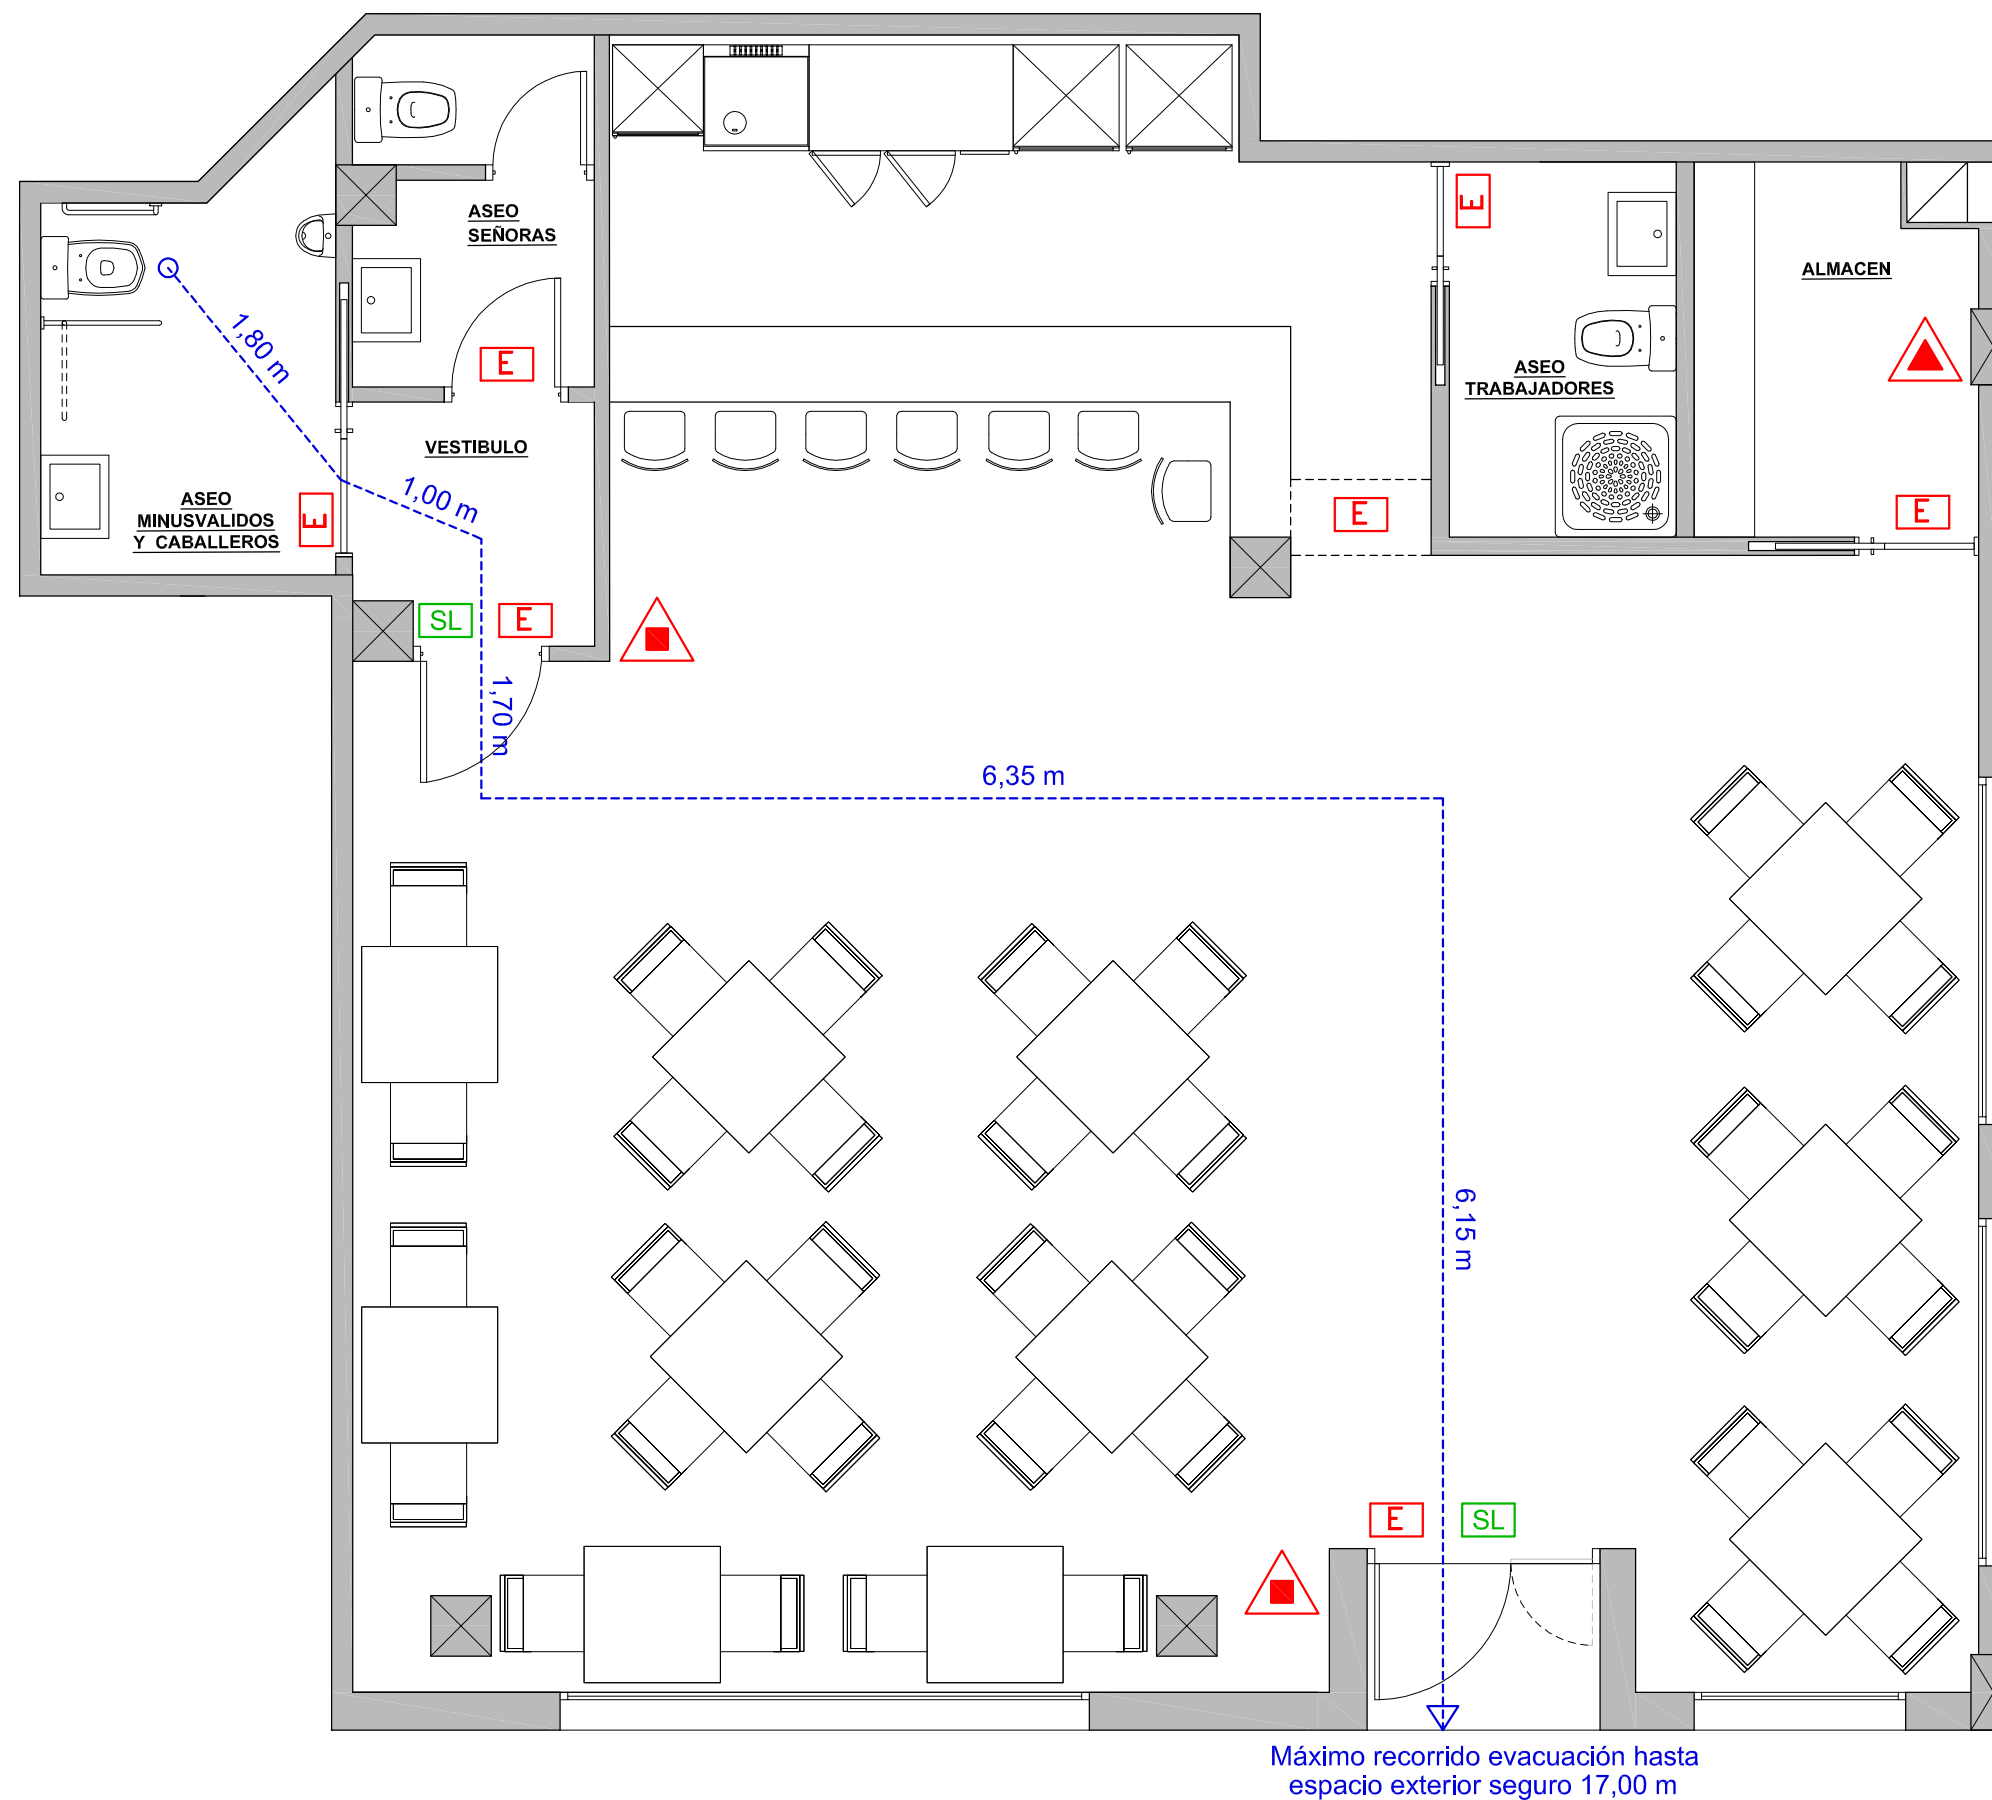 E
ASEO
SEÑORAS
ALMACEN
1,80 m
E
ASEO
TRABAJADORES
VESTIBULO
ASEO
MINUSVALIDOS
Y CABALLEROS
E
1,00 m
E
E
SL
E
1,70 m
6,35 m
6,15 m
E
SL
Máximo recorrido evacuación hasta
espacio exterior seguro 17,00 m